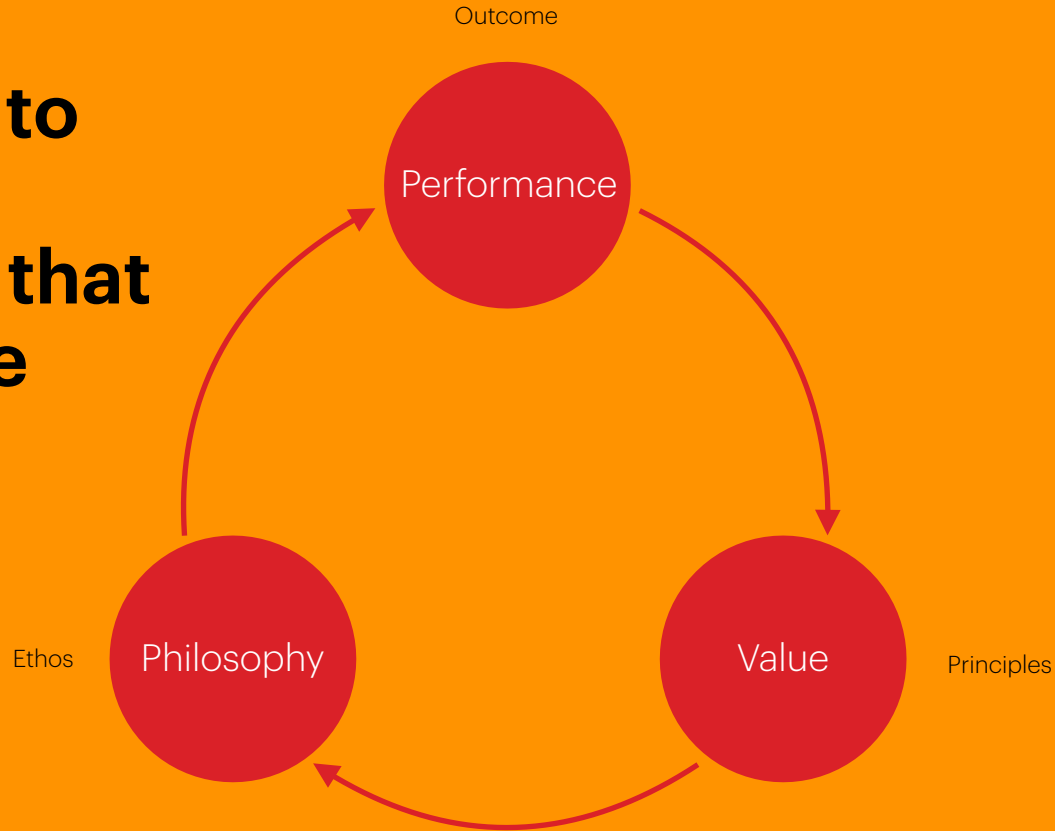 Outcome
to
Performance
that
e
Ethos
Philosophy
Value
Principles